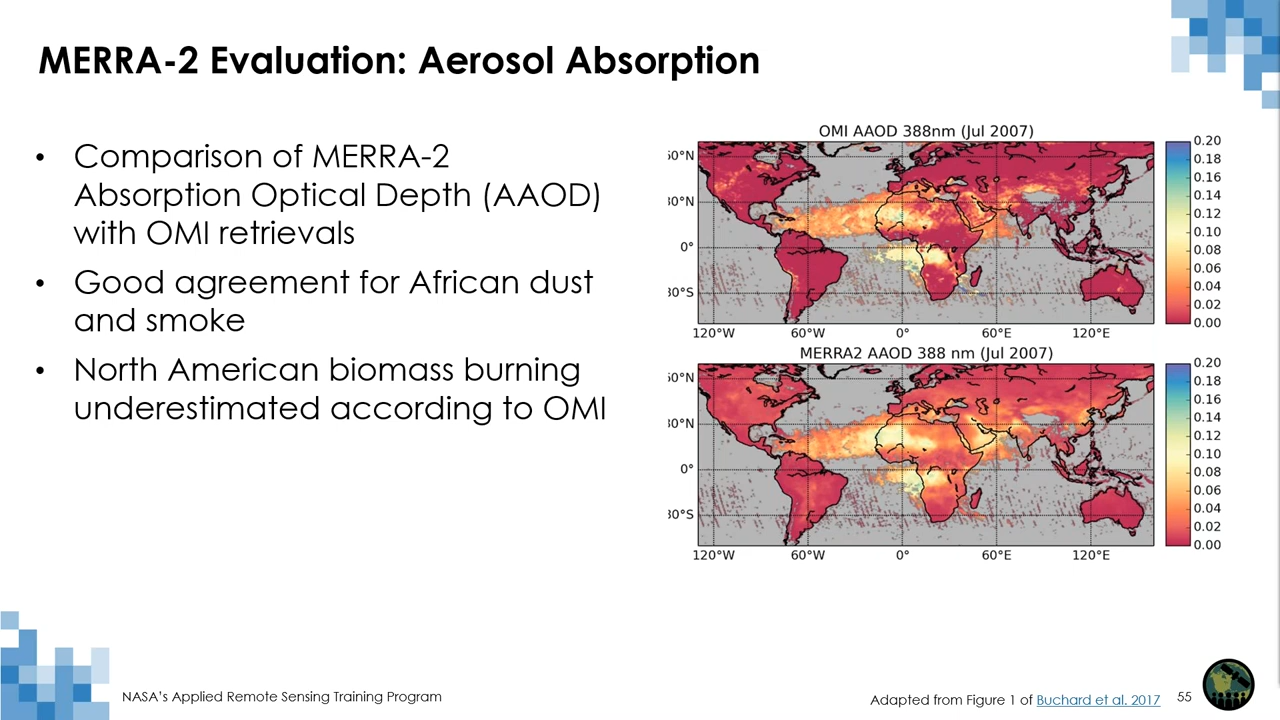 MERRA-2 Evaluation: Aerosol Absorption
• Comparison of MERRA-2
Absorption Optical Depth (AAOD)
with OMI retrievals
• Good agreement for African dust
and smoke
• North American biomass burning
underestimated according to OMI
OMI AAOD 388nm (Jul 2007)
60°N
30°N
0°
30°S
120°W 60°W 0° 60°E 120°E
0.20
0.18
0.16
0.14
0.12
0.10
0.08
0.06
0.04
0.02
0.00
MERRA2 AAOD 388 nm (Jul 2007)
60°N
30°N
0°
30°S
120°W 60°W 0° 60°E 120°E
0.20
0.18
0.16
0.14
0.12
0.10
0.08
0.06
0.04
0.02
0.00
NASA's Applied Remote Sensing Training Program
Adapted from Figure 1 of Buchard et al. 2017
55